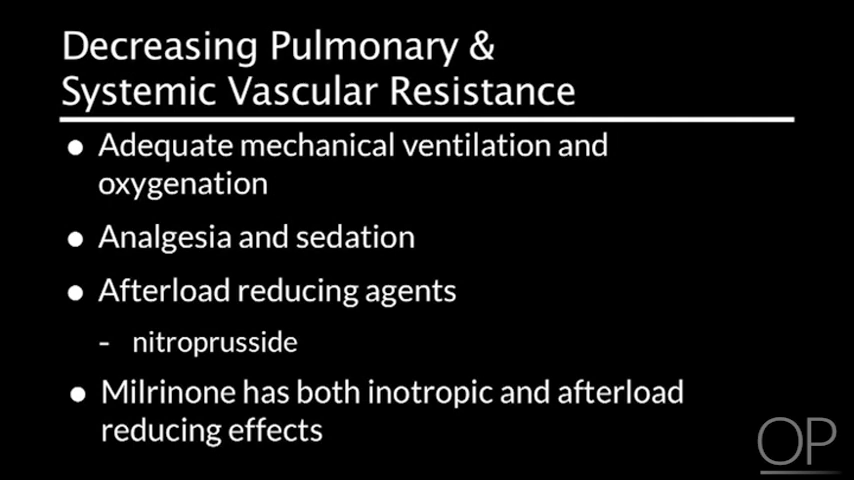 Decreasing Pulmonary &
Systemic Vascular Resistance
● Adequate mechanical ventilation and
oxygenation
● Analgesia and sedation
● Afterload reducing agents
- nitroprusside
● Milrinone has both inotropic and afterload
reducing effects
OP